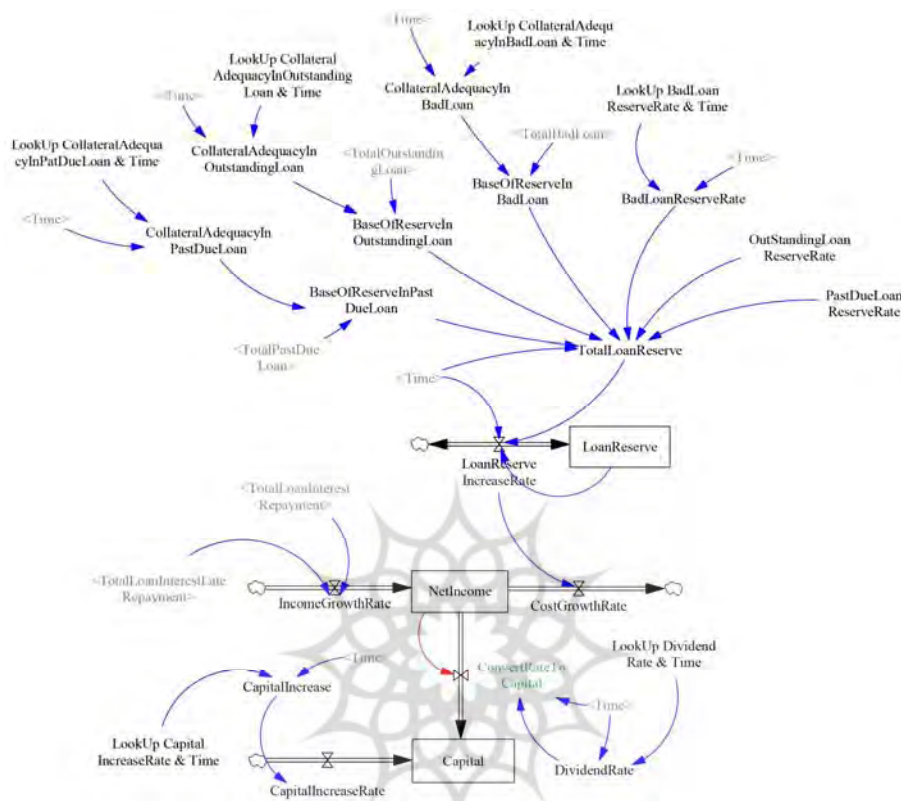 <Time>
LookUp CollateralAdequ
acyInBadLoan & Time
LookUp Collateral
AdequacyInOutstanding
Loan & Time
<Time>
CollateralAdequacyIn
BadLoan
LookUp BadLoan
ReserveRate & Time
LookUp CollateralAdequa
cyInPatDueLoan & Time
CollateralAdequacyIn
OutstandingLoan
<TotalOutstandin
gLoan>
<TotalBadLoan>
<Time>
BaseOfReserveIn
BadLoan
BadLoanReserveRate
<Time>
CollateralAdequacyIn
PastDueLoan
BaseOfReserveIn
OutstandingLoan
OutStandingLoan
ReserveRate
BaseOfReserveInPast
DueLoan
PastDueLoan
ReserveRate
<TotalPastDue
Loan>
TotalLoanReserve
<Time>
LoanReserve
IncreaseRate
LoanReserve
<TotalLoanInterest
Repayment>
<TotalLoanInterestLate
Repayment>
IncomeGrowthRate
NetIncome
CostGrowthRate
LookUp Dividend
Rate & Time
<Time>
ConvertRateTo
Capital
CapitalIncrease
<Time>
LookUp Capital
IncreaseRate & Time
Capital
DividendRate
CapitalIncreaseRate